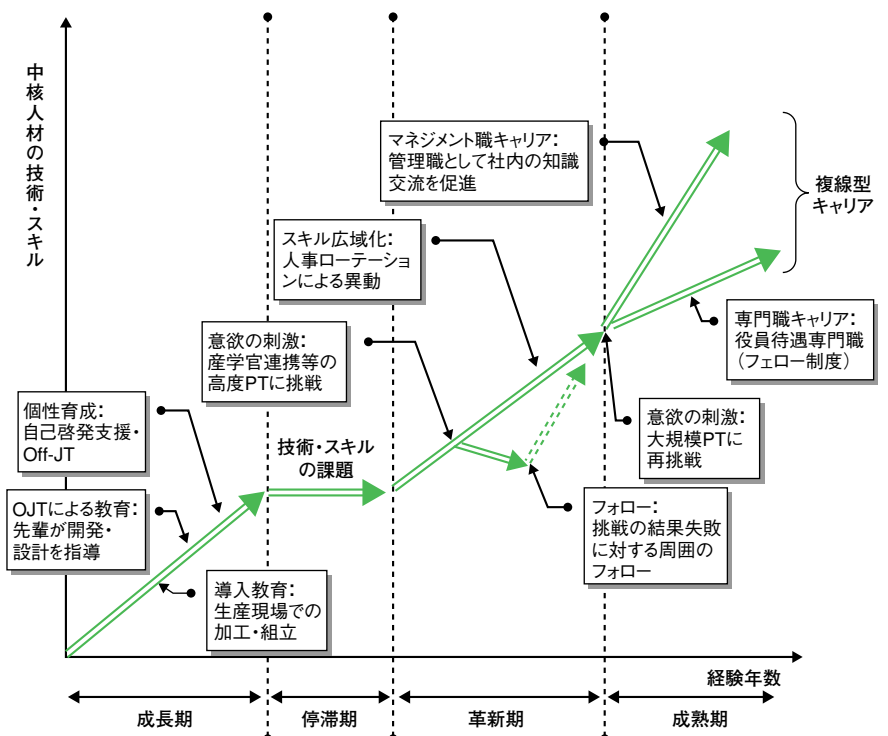 中核人材の技術・スキル
マネジメント職キャリア：
管理職として社内の知識
交流を促進
複線型
キャリア
スキル広域化：
人事ローテーショ
ンによる異動
専門職キャリア：
役員待遇専門職
（フェロー制度）
意欲の刺激：
産学官連携等の
高度PTに挑戦
個性育成：
自己啓発支援・
Off-JT
技術・スキル
の課題
意欲の刺激：
大規模PTに
再挑戦
OJTによる教育：
先輩が開発・
設計を指導
フォロー：
挑戦の結果失敗
に対する周囲の
フォロー
導入教育：
生産現場での
加工・組立
経験年数
成長期
停滞期
革新期
成熟期